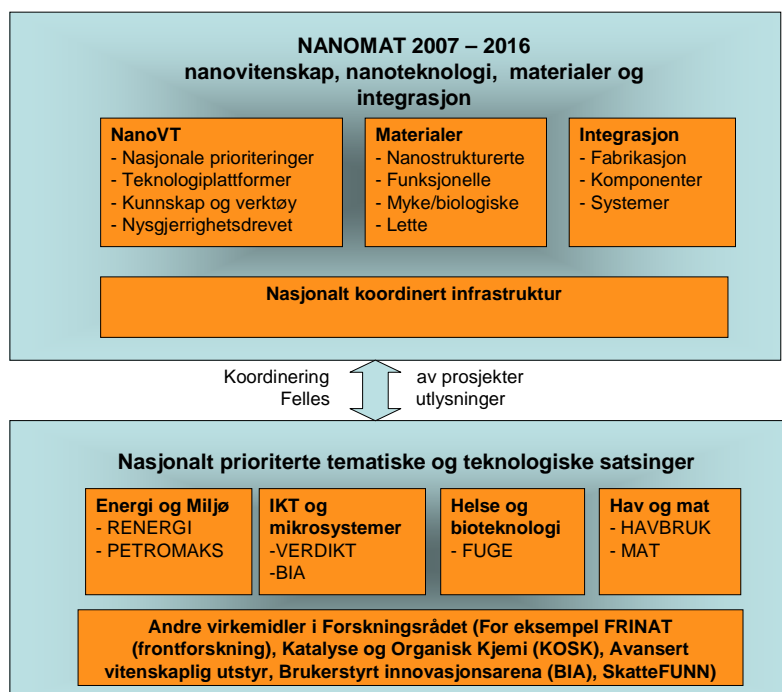 NANOMAT 2007 – 2016
nanovitenskap, nanoteknologi, materialer og
integrasjon
NanoVT
- Nasjonale prioriteringer
- Teknologiplattformer
- Kunnskap og verktøy
- Nysgjerrighetsdrevet
Materialer
- Nanostrukturerte
- Funksjonelle
- Myke/biologiske
- Lette
Integrasjon
- Fabrikasjon
- Komponenter
- Systemer
Nasjonalt koordinert infrastruktur
Koordinering av prosjekter
Felles utlysninger
Nasjonalt prioriterte tematiske og teknologiske satsinger
Energi og Miljø
- RENERGI
- PETROMAKS
IKT og
mikrosystemer
-VERDIKT
-BIA
Helse og
bioteknologi
- FUGE
Hav og mat
- HAVBRUK
- MAT
Andre virkemidler i Forskningsrådet (For eksempel FRINAT
(frontforskning), Katalyse og Organisk Kjemi (KOSK), Avansert
vitenskaplig utstyr, Brukerstyrt innovasjonsarena (BIA), SkatteFUNN)